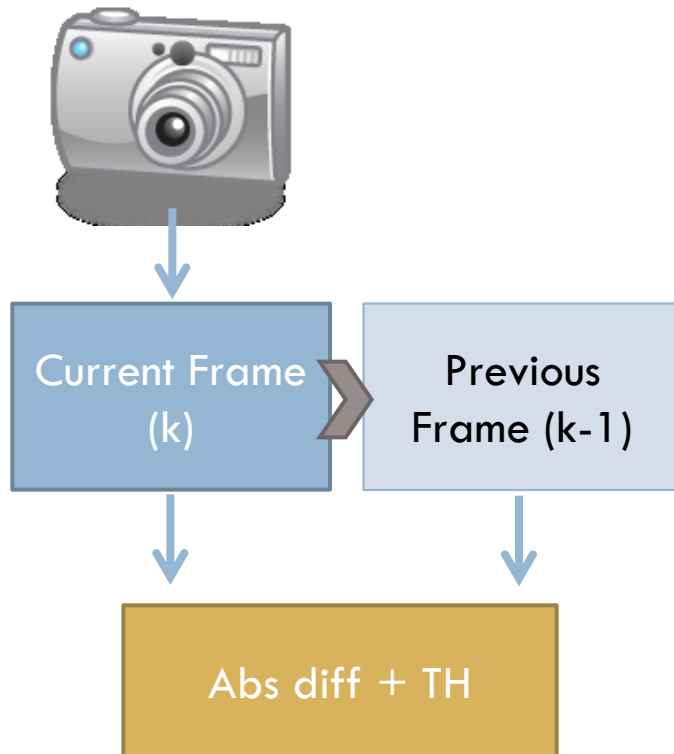 Current Frame
(k)
Previous
Frame (k-1)
Abs diff + TH